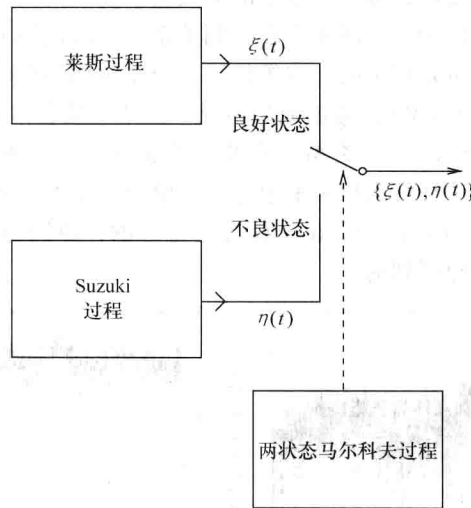 莱斯过程
ξ(t)
良好状态
{ξ(t),η(t)}
不良状态
Suzuki
过程
η(t)
两状态马尔科夫过程